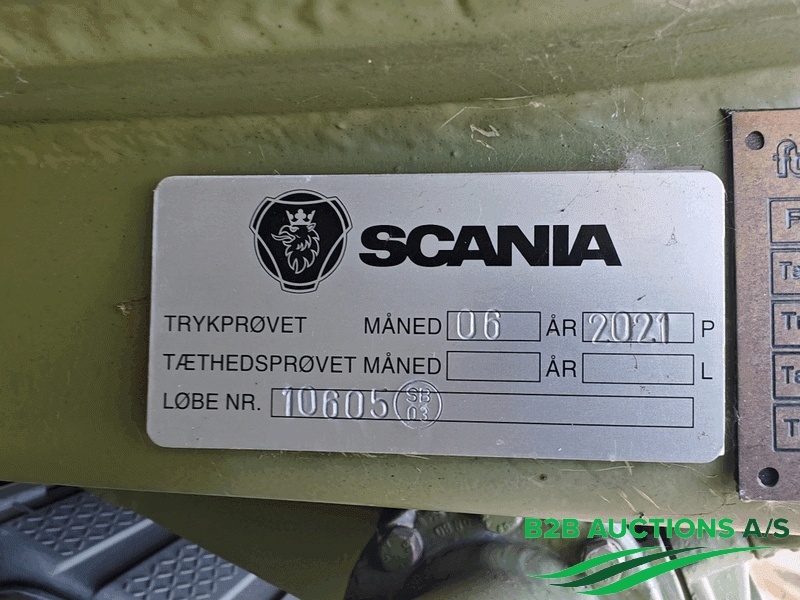 SCANIA
TRYKPRØVET MÅNED 06 ÅR 2021 P
TÆTHEDSPRØVET MÅNED ÅR L
LØBE NR. 10605 SB 03
B2B AUCTIONS A/S